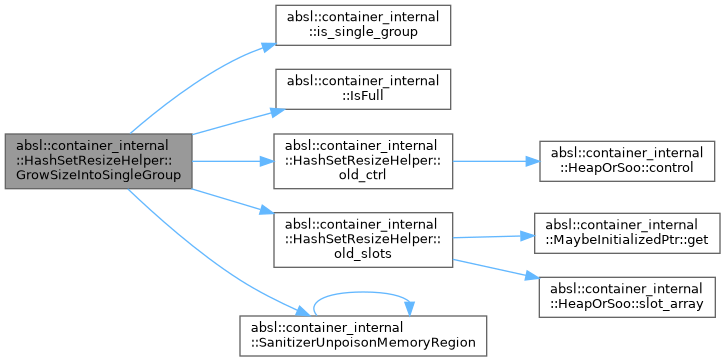 absl::container_internal
::is_single_group
absl::container_internal
::IsFull
absl::container_internal
::HashSetResizeHelper::
GrowSizeIntoSingleGroup
absl::container_internal
::HashSetResizeHelper::
old_ctrl
absl::container_internal
::HeapOrSoo::control
absl::container_internal
::HashSetResizeHelper::
old_slots
absl::container_internal
::MaybeInitializedPtr::get
absl::container_internal
::HeapOrSoo::slot_array
absl::container_internal
::SanitizerUnpoisonMemoryRegion